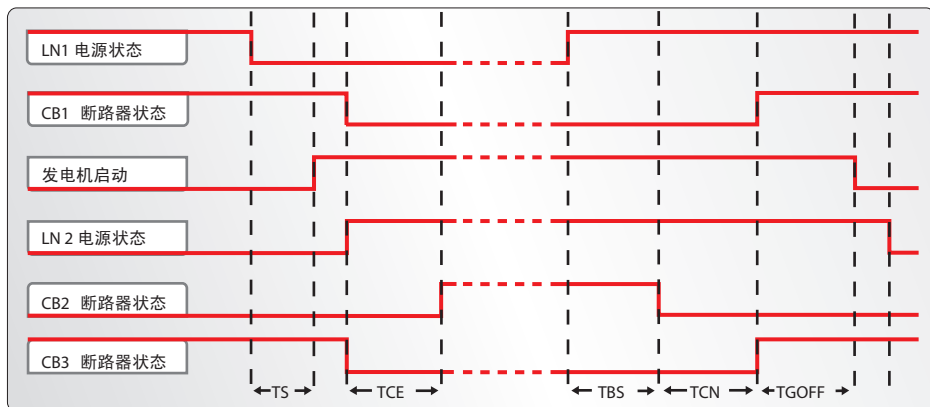 LN1 电源状态
CB1 断路器状态
发电机启动
LN 2 电源状态
CB2 断路器状态
CB3 断路器状态
TS TCE TBS TCN TGOFF